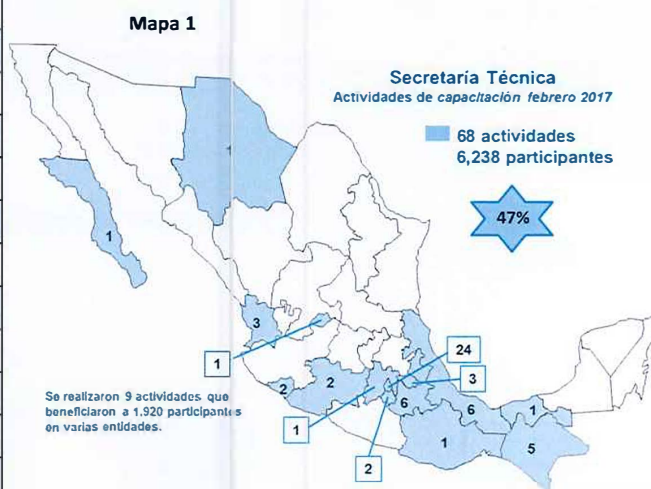 Mapa 1
Secretaría Técnica
Actividades de capacitación febrero 2017
68 actividades
6,238 participantes
47%
1
1
3
1
24
3
2
2
1
6
6
1
2
1
5
Se realizaron 9 actividades que
beneficiaron a 1,920 participantes
en varias entidades.